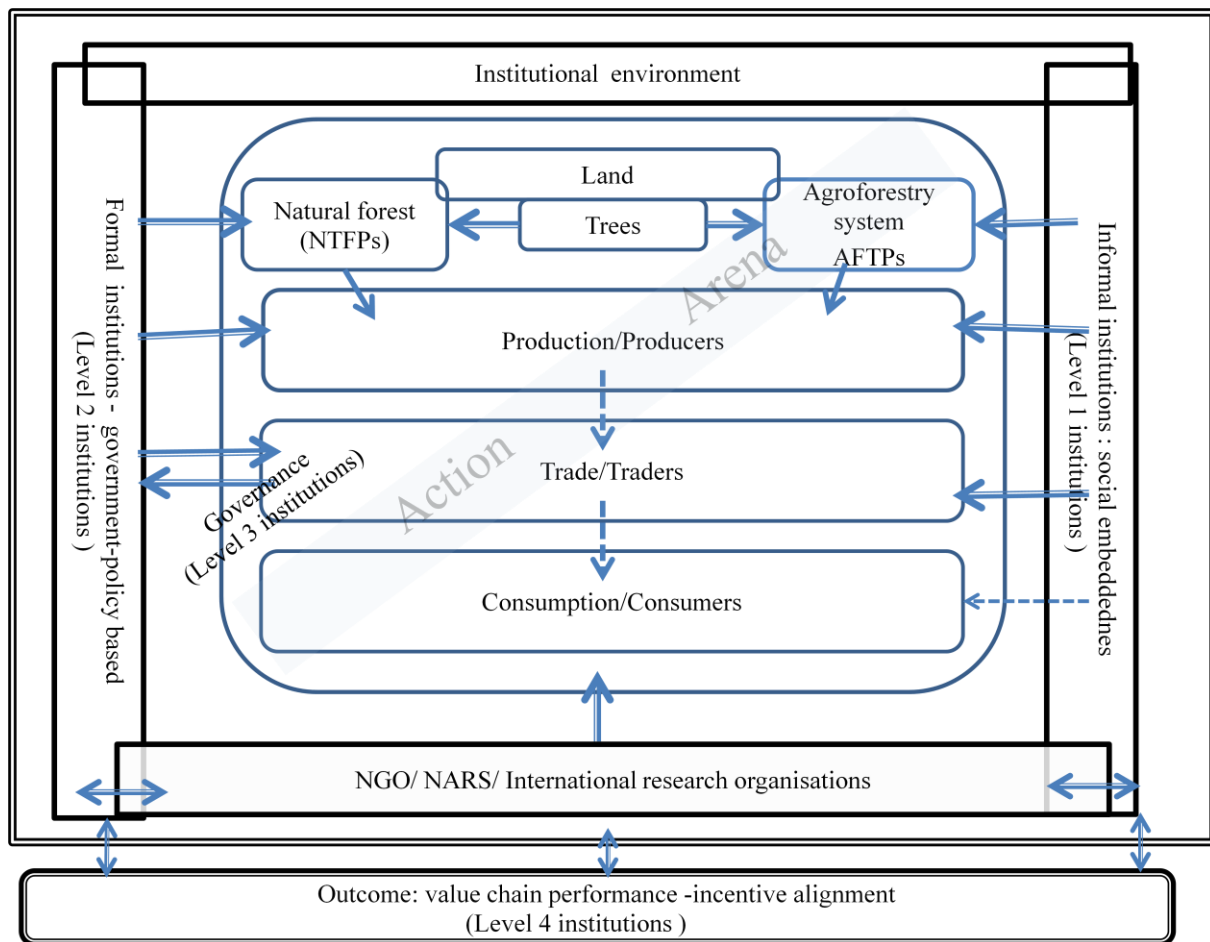 Institutional environment
Land
Natural forest
(NTFPs)
Trees
Agroforestry
system
AFTPs
Formal institutions - government-policy based
(Level 2 institutions )
Informal institutions : social embeddednes
(Level 1 institutions )
Action Arena
Production/Producers
Trade/Traders
Governance
(Level 3 institutions)
Consumption/Consumers
NGO/ NARS/ International research organisations
Outcome: value chain performance -incentive alignment
(Level 4 institutions )